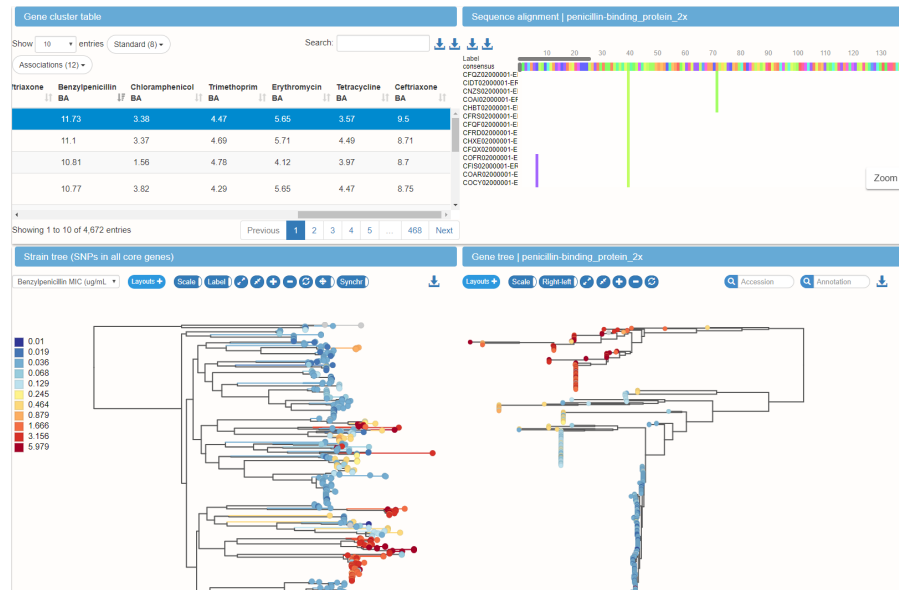 Gene cluster table
Show 10 entries Standard (8)
Search:
Associations (12)
triaxone Benzylpenicillin BA Chloramphenicol BA Trimethoprim BA Erythromycin BA Tetracycline BA Ceftriaxone BA
11.73 3.38 4.47 5.65 3.57 9.5
11.1 3.37 4.69 5.71 4.49 8.71
10.81 1.56 4.78 4.12 3.97 8.7
10.77 3.82 4.29 5.65 4.47 8.75
Showing 1 to 10 of 4,672 entries
Previous 1 2 3 4 5 ... 468 Next
Sequence alignment | penicillin-binding_protein_2x
10 20 30 40 50 60 70 80 90 100 110 120 130
Label
consensus
CFQZ02000001-E
CIDT02000001-E
CNZS02000001-E
COAI02000001-EF
CHBT02000001-E
CFRS02000001-E
CFQF02000001-E
CFRD02000001-E
CHXE02000001-E
CFQX02000001-E
COFR02000001-E
CFIS02000001-ER
COAR02000001-E
COCY02000001-E
Zoom
Strain tree (SNPs in all core genes)
Benzylpenicillin MIC (ug/mL
Layouts Scale Label Synchr
0.01
0.019
0.036
0.068
0.129
0.245
0.464
0.879
1.666
3.156
5.979
Gene tree | penicillin-binding_protein_2x
Layouts Scale Right-left Accession Annotation